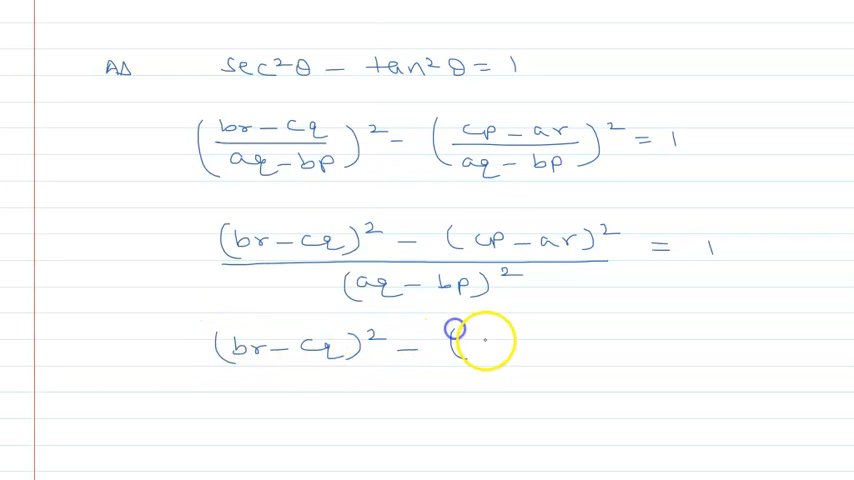 As sec²θ - tan²θ = 1
((br - cq)/(aq - bp))² - ((cp - ar)/(aq - bp))² = 1
((br - cq)² - (cp - ar)²)/(aq - bp)² = 1
(br - cq)² - (